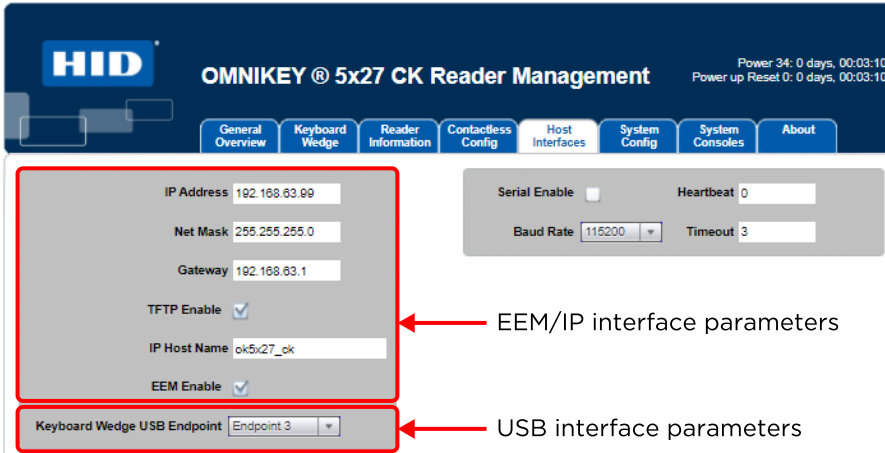 HID
OMNIKEY ® 5x27 CK Reader Management
Power 34: 0 days, 00:03:10
Power up Reset 0: 0 days, 00:03:10
General Overview
Keyboard Wedge
Reader Information
Contactless Config
Host Interfaces
System Config
System Consoles
About
IP Address 192.168.63.99
Net Mask 255.255.255.0
Gateway 192.168.63.1
TFTP Enable
IP Host Name ok5x27_ck
EEM Enable
Keyboard Wedge USB Endpoint Endpoint 3
Serial Enable
Heartbeat 0
Baud Rate 115200
Timeout 3
EEM/IP interface parameters
USB interface parameters